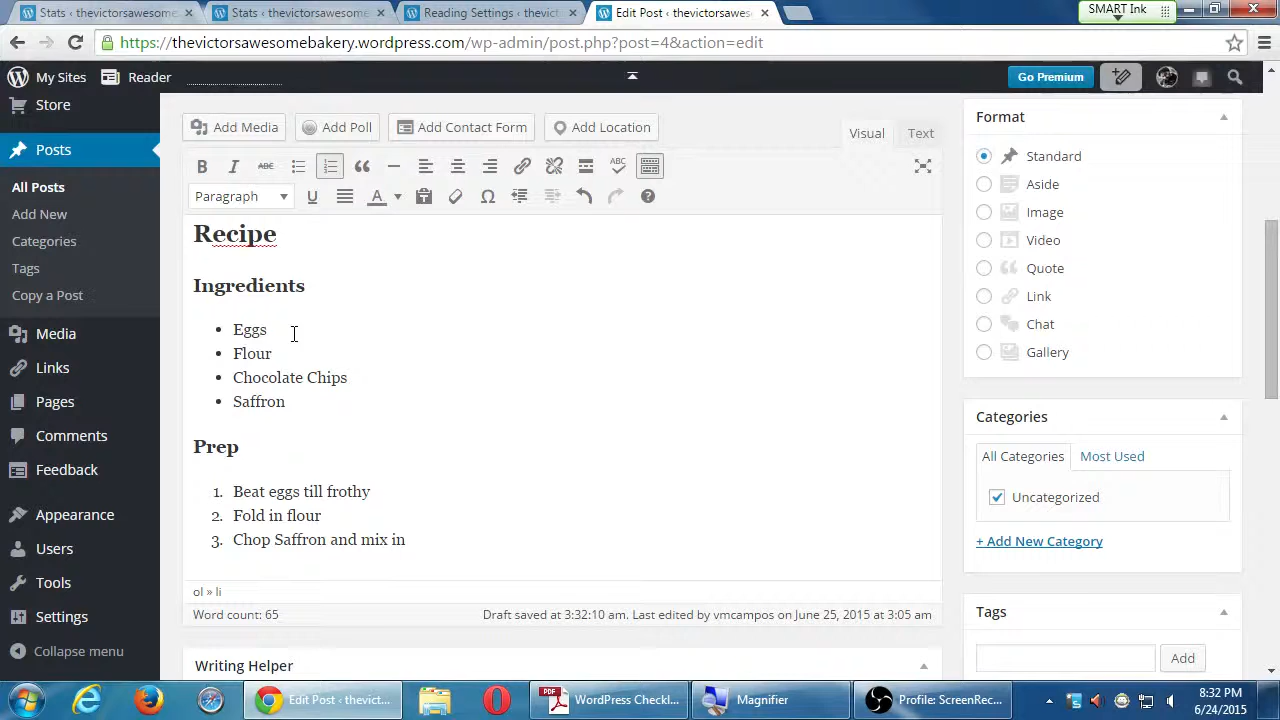 Stats ‹ thevictorsawesome
Stats ‹ thevictorsawesome
Reading Settings ‹ thevict
Edit Post ‹ thevictorsawes
SMART Ink
https://thevictorsawesomebakery.wordpress.com/wp-admin/post.php?post=4&action=edit
My Sites
Reader
Go Premium
Store
Posts
All Posts
Add New
Categories
Tags
Copy a Post
Media
Links
Pages
Comments
Feedback
Appearance
Users
Tools
Settings
Collapse menu
Add Media
Add Poll
Add Contact Form
Add Location
Visual
Text
B I ABC
ABC
Paragraph
U
A
Recipe
Ingredients
• Eggs
• Flour
• Chocolate Chips
• Saffron
Prep
1. Beat eggs till frothy
2. Fold in flour
3. Chop Saffron and mix in
ol » li
Word count: 65
Draft saved at 3:32:10 am. Last edited by vmcampos on June 25, 2015 at 3:05 am
Writing Helper
Format
Standard
Aside
Image
Video
Quote
Link
Chat
Gallery
Categories
All Categories
Most Used
Uncategorized
+ Add New Category
Tags
Add
Edit Post ‹ thevict...
PDF
WordPress Checkl...
Magnifier
Profile: ScreenRec...
8:32 PM
6/24/2015